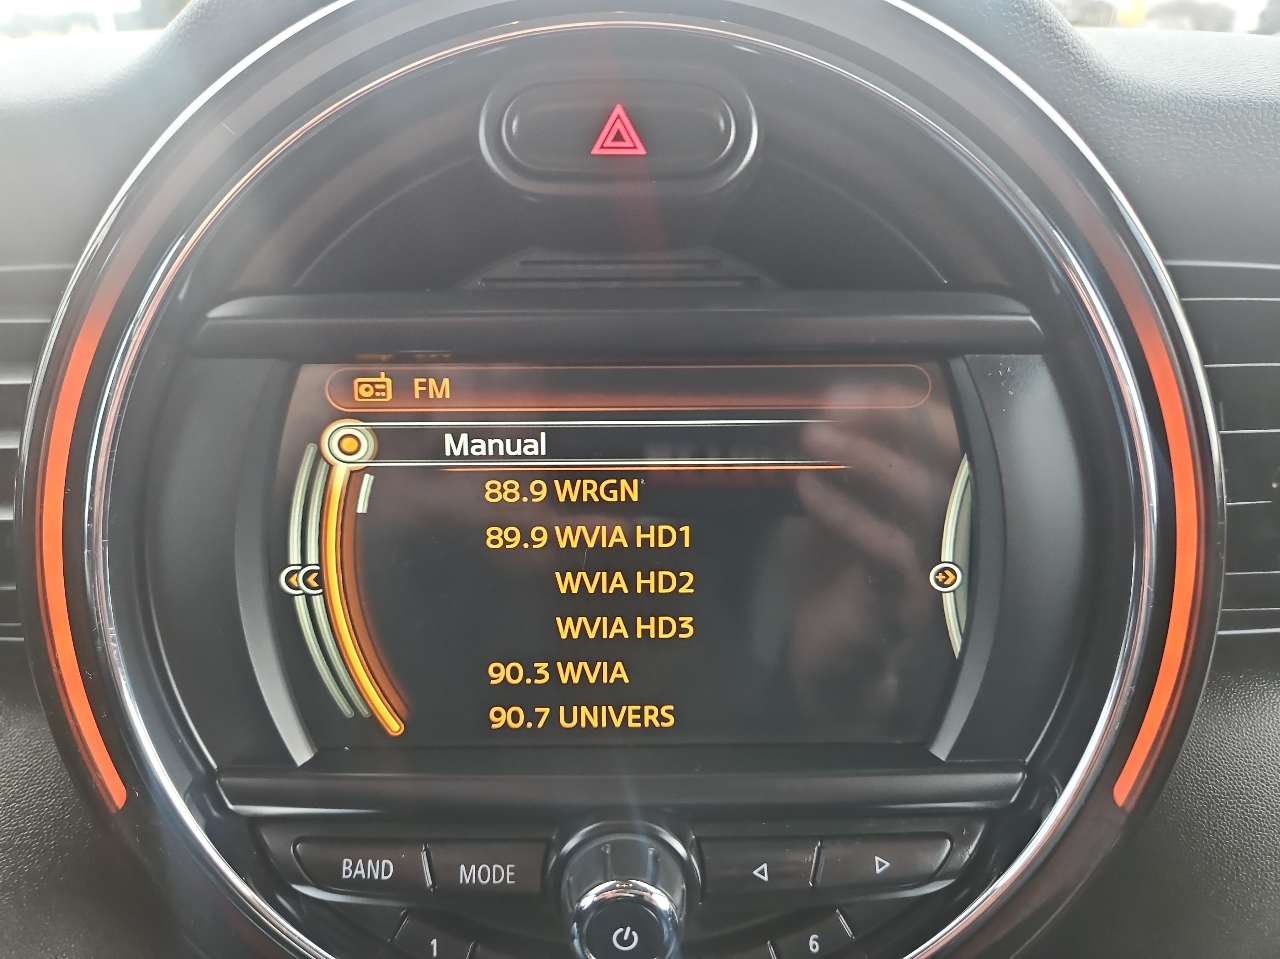 FM
Manual
88.9 WRGN
89.9 WVIA HD1
WVIA HD2
WVIA HD3
90.3 WVIA
90.7 UNIVERS
BAND
MODE
1
6